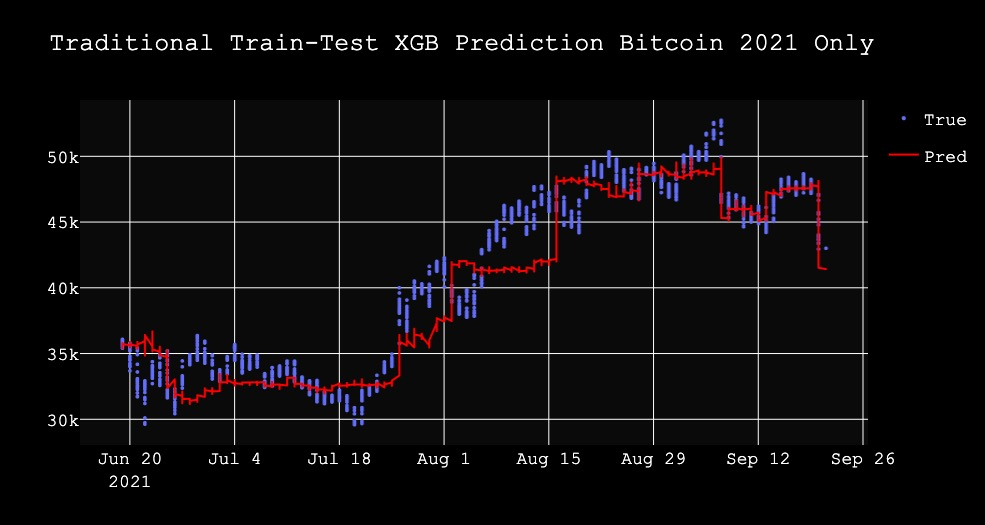 Traditional Train-Test XGB Prediction Bitcoin 2021 Only
True
Pred
50k
45k
40k
35k
30k
Jun 20 Jul 4 Jul 18 Aug 1 Aug 15 Aug 29 Sep 12 Sep 26
2021